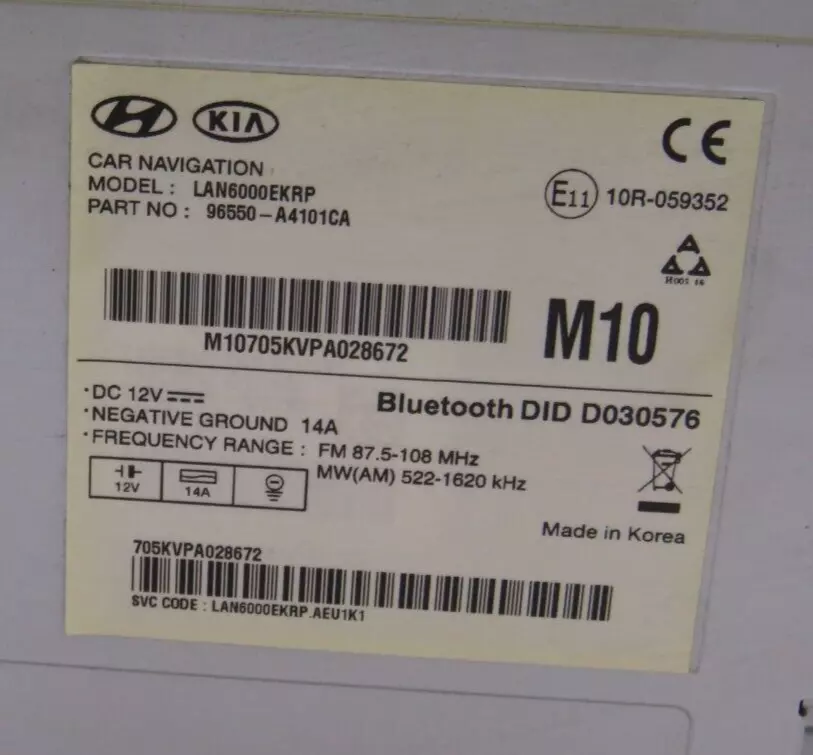 KIA
CE
CAR NAVIGATION
MODEL : LAN6000EKRP
PART NO : 96550-A4101CA
E11 10R-059352
H005 16
M10705KVPA028672
M10
·DC 12V
·NEGATIVE GROUND 14A
·FREQUENCY RANGE : FM 87.5-108 MHz
MW(AM) 522-1620 kHz
Bluetooth DID D030576
12V 14A
Made in Korea
705KVPA028672
SVC CODE : LAN6000EKRP.AEU1K1